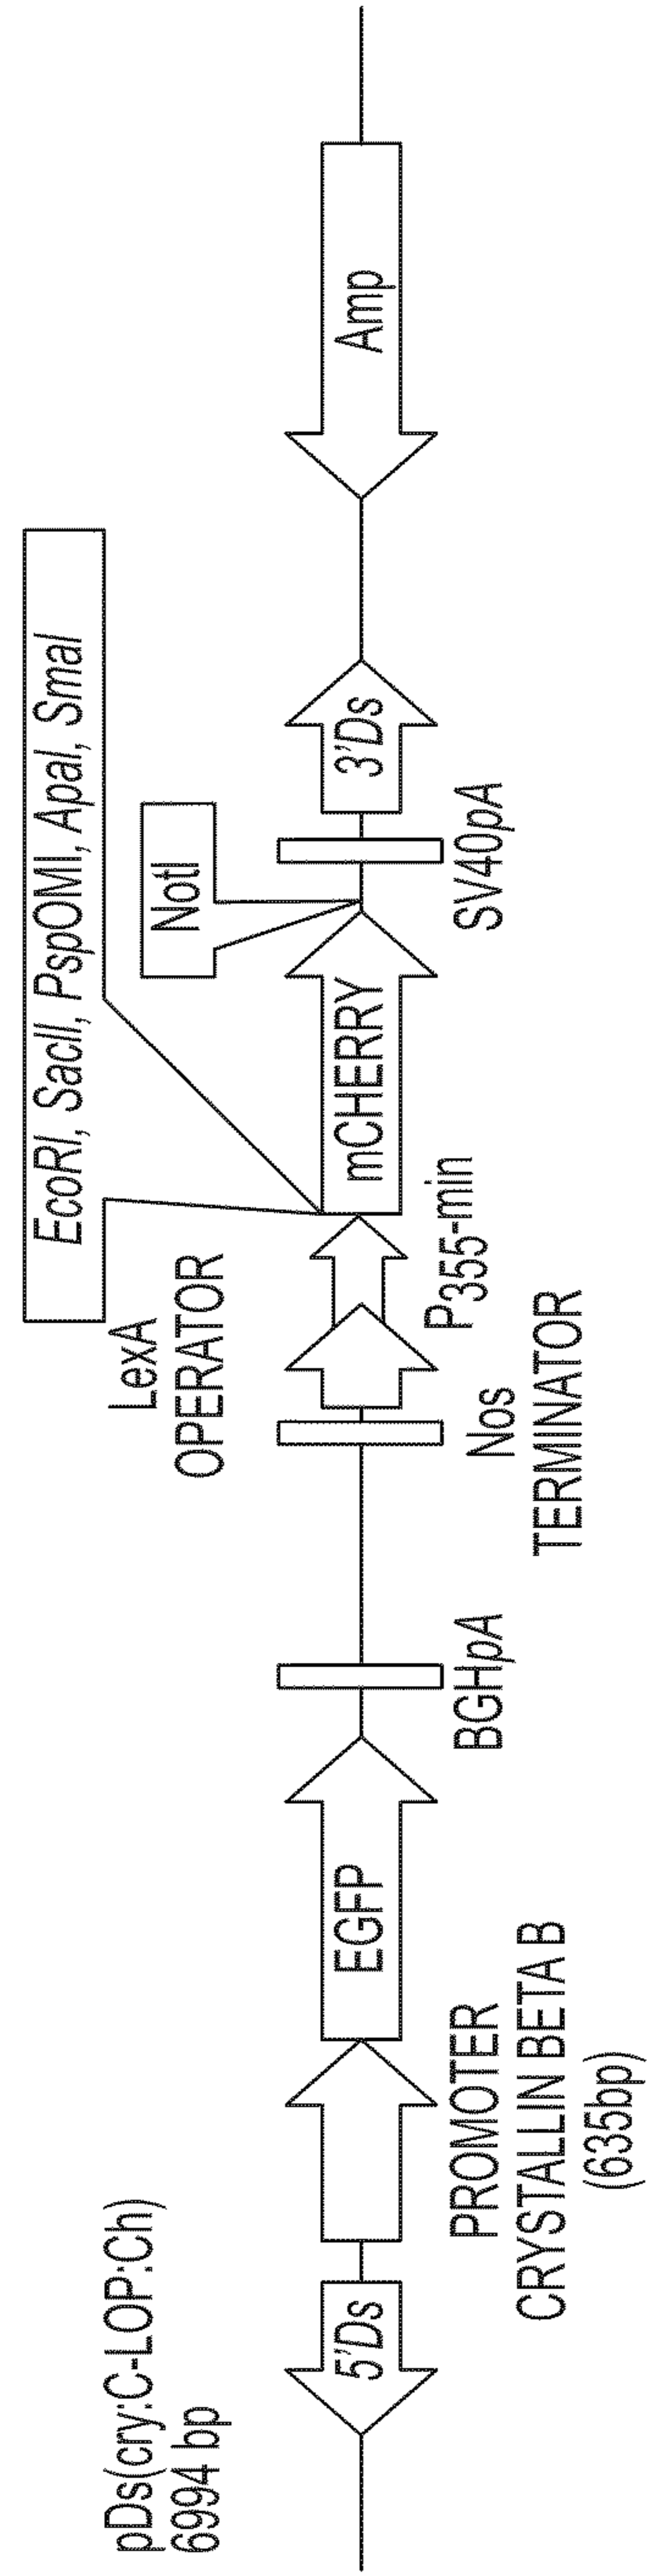 pDs(cry:C-LOP:Ch)
6994 bp
5'Ds
PROMOTER
CRYSTALLIN BETA B
(635bp)
EGFP
BGHpA
Nos
TERMINATOR
LexA
OPERATOR
P355-min
EcoRI, SacII, PspOMI, ApaI, SmaI
mCHERRY
NotI
SV40pA
3'Ds
Amp